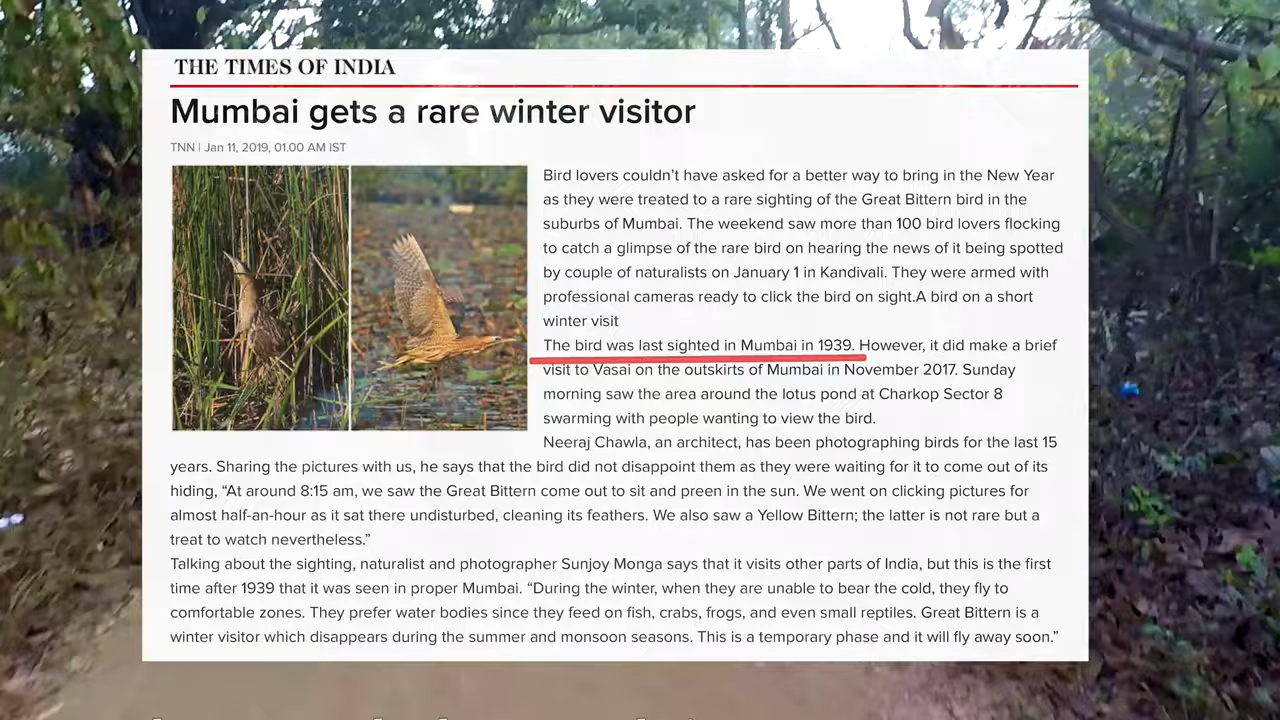 THE TIMES OF INDIA
Mumbai gets a rare winter visitor
TNN | Jan 11, 2019, 01.00 AM IST
Bird lovers couldn't have asked for a better way to bring in the New Year
as they were treated to a rare sighting of the Great Bittern bird in the
suburbs of Mumbai. The weekend saw more than 100 bird lovers flocking
to catch a glimpse of the rare bird on hearing the news of it being spotted
by couple of naturalists on January 1 in Kandivali. They were armed with
professional cameras ready to click the bird on sight.A bird on a short
winter visit
The bird was last sighted in Mumbai in 1939. However, it did make a brief
visit to Vasai on the outskirts of Mumbai in November 2017. Sunday
morning saw the area around the lotus pond at Charkop Sector 8
swarming with people wanting to view the bird.
Neeraj Chawla, an architect, has been photographing birds for the last 15
years. Sharing the pictures with us, he says that the bird did not disappoint them as they were waiting for it to come out of its
hiding, “At around 8:15 am, we saw the Great Bittern come out to sit and preen in the sun. We went on clicking pictures for
almost half-an-hour as it sat there undisturbed, cleaning its feathers. We also saw a Yellow Bittern; the latter is not rare but a
treat to watch nevertheless.”
Talking about the sighting, naturalist and photographer Sunjoy Monga says that it visits other parts of India, but this is the first
time after 1939 that it was seen in proper Mumbai. “During the winter, when they are unable to bear the cold, they fly to
comfortable zones. They prefer water bodies since they feed on fish, crabs, frogs, and even small reptiles. Great Bittern is a
winter visitor which disappears during the summer and monsoon seasons. This is a temporary phase and it will fly away soon.”